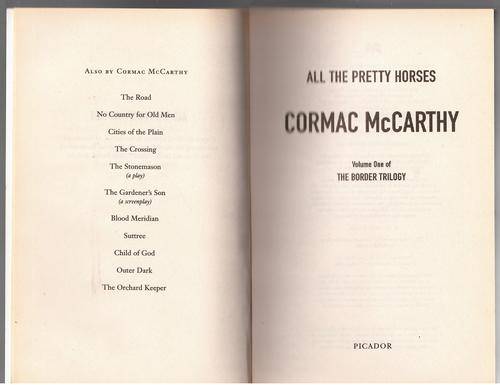 ALSO BY CORMAC MCCARTHY
The Road
No Country for Old Men
Cities of the Plain
The Crossing
The Stonemason
(a play)
The Gardener's Son
(a screenplay)
Blood Meridian
Suttree
Child of God
Outer Dark
The Orchard Keeper
ALL THE PRETTY HORSES
CORMAC McCARTHY
Volume One of
THE BORDER TRILOGY
PICADOR